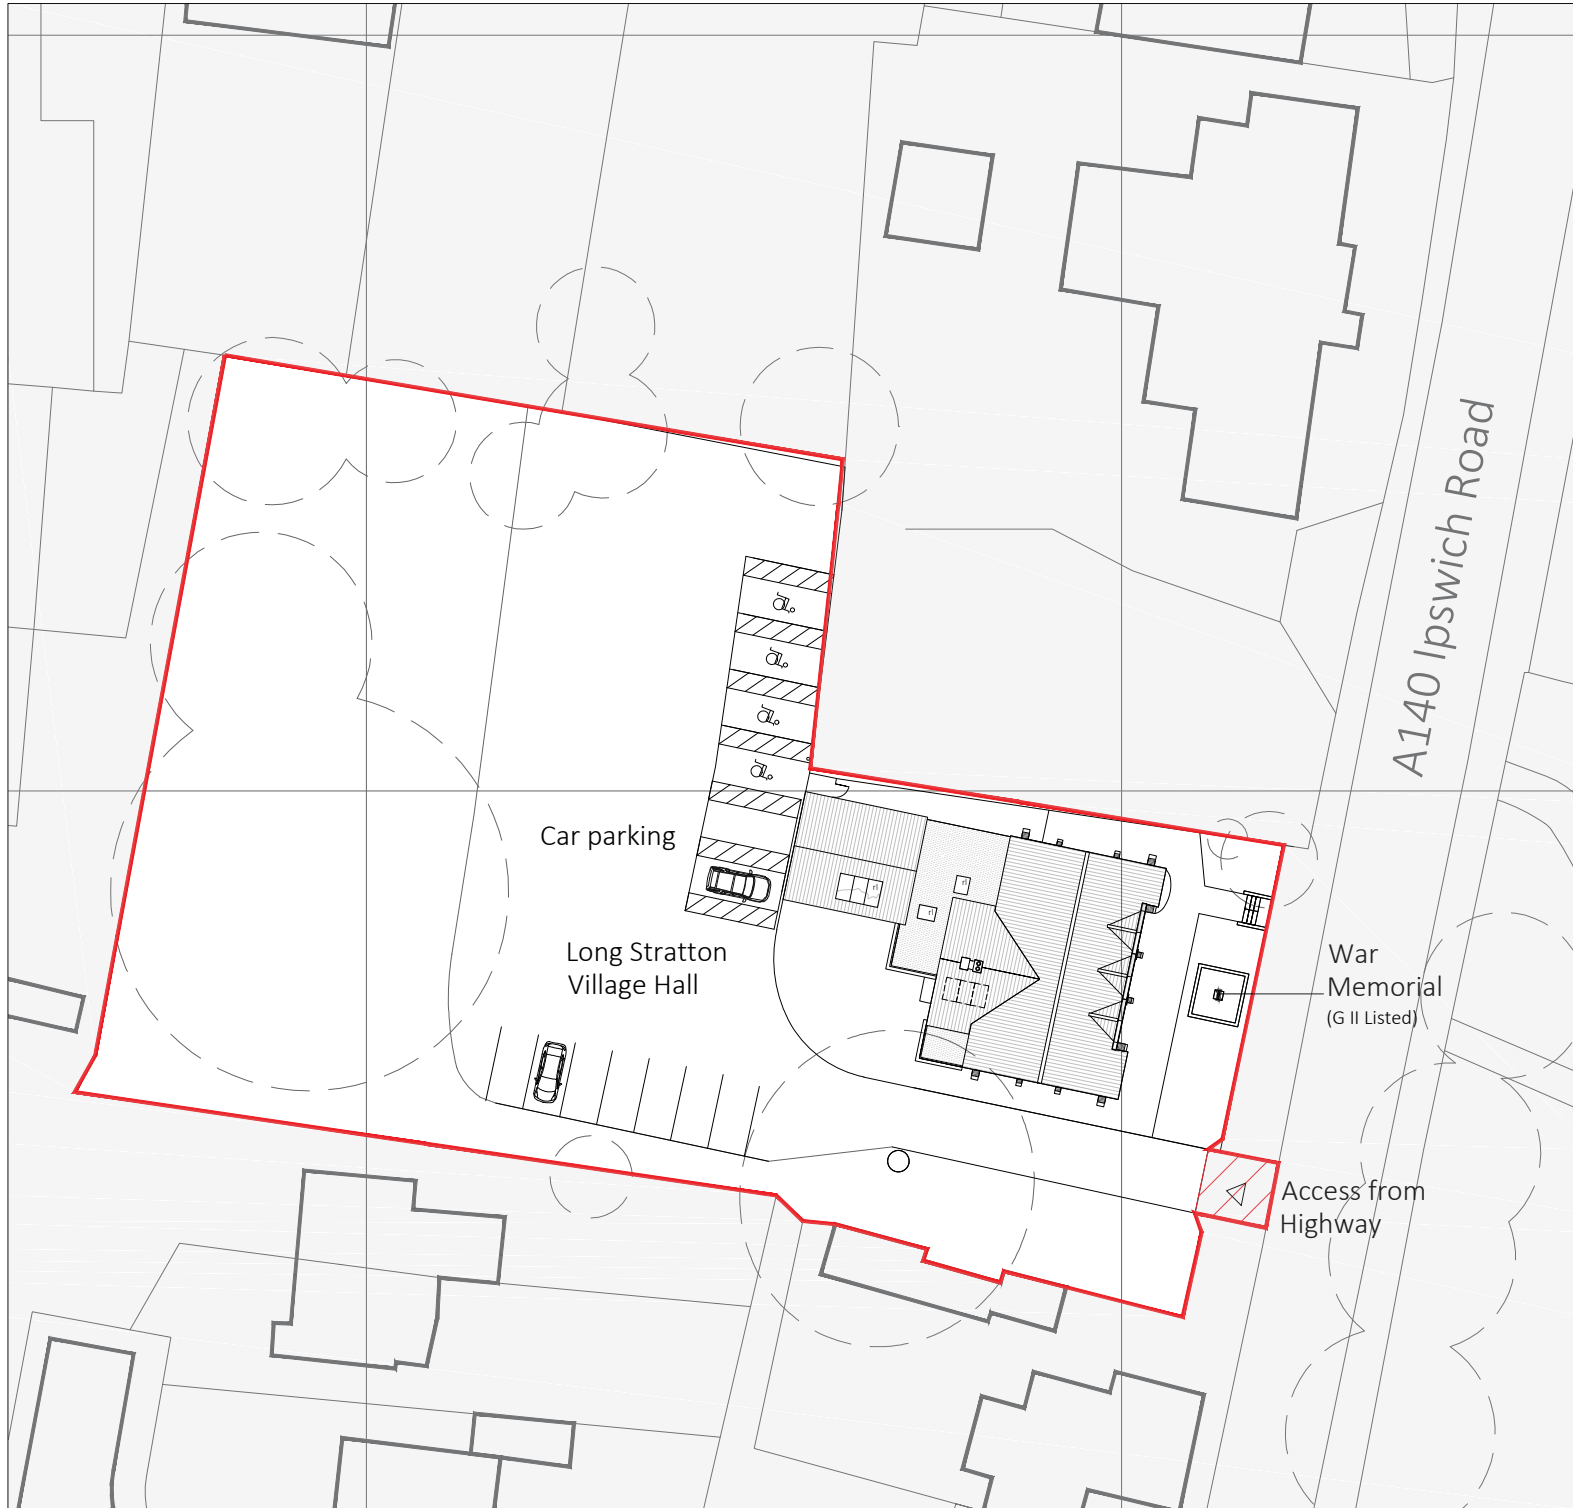 A140 Ipswich Road
Car parking
Long Stratton
Village Hall
War
Memorial
(G II Listed)
Access from
Highway